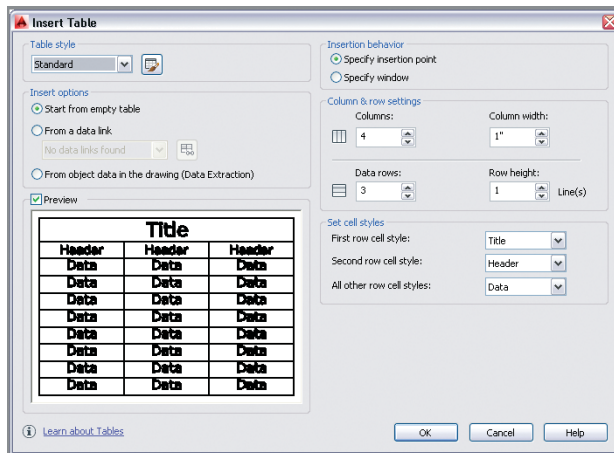 Insert Table
Table style
Standard
Insert options
Start from empty table
From a data link
No data links found
From object data in the drawing (Data Extraction)
Preview
Title
Header Header Header
Data Data Data
Data Data Data
Data Data Data
Data Data Data
Data Data Data
Data Data Data
Data Data Data
Data Data Data
Learn about Tables
Insertion behavior
Specify insertion point
Specify window
Column & row settings
Columns: Column width:
4 1"
Data rows: Row height:
3 1 Line(s)
Set cell styles
First row cell style: Title
Second row cell style: Header
All other row cell styles: Data
OK Cancel Help